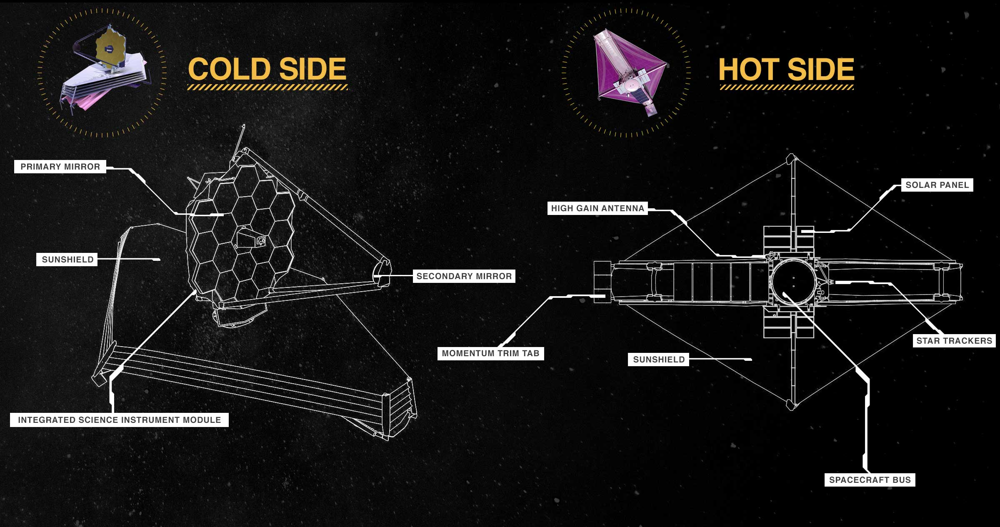 COLD SIDE
PRIMARY MIRROR
SUNSHIELD
SECONDARY MIRROR
INTEGRATED SCIENCE INSTRUMENT MODULE
HOT SIDE
SOLAR PANEL
HIGH GAIN ANTENNA
MOMENTUM TRIM TAB
STAR TRACKERS
SUNSHIELD
SPACECRAFT BUS